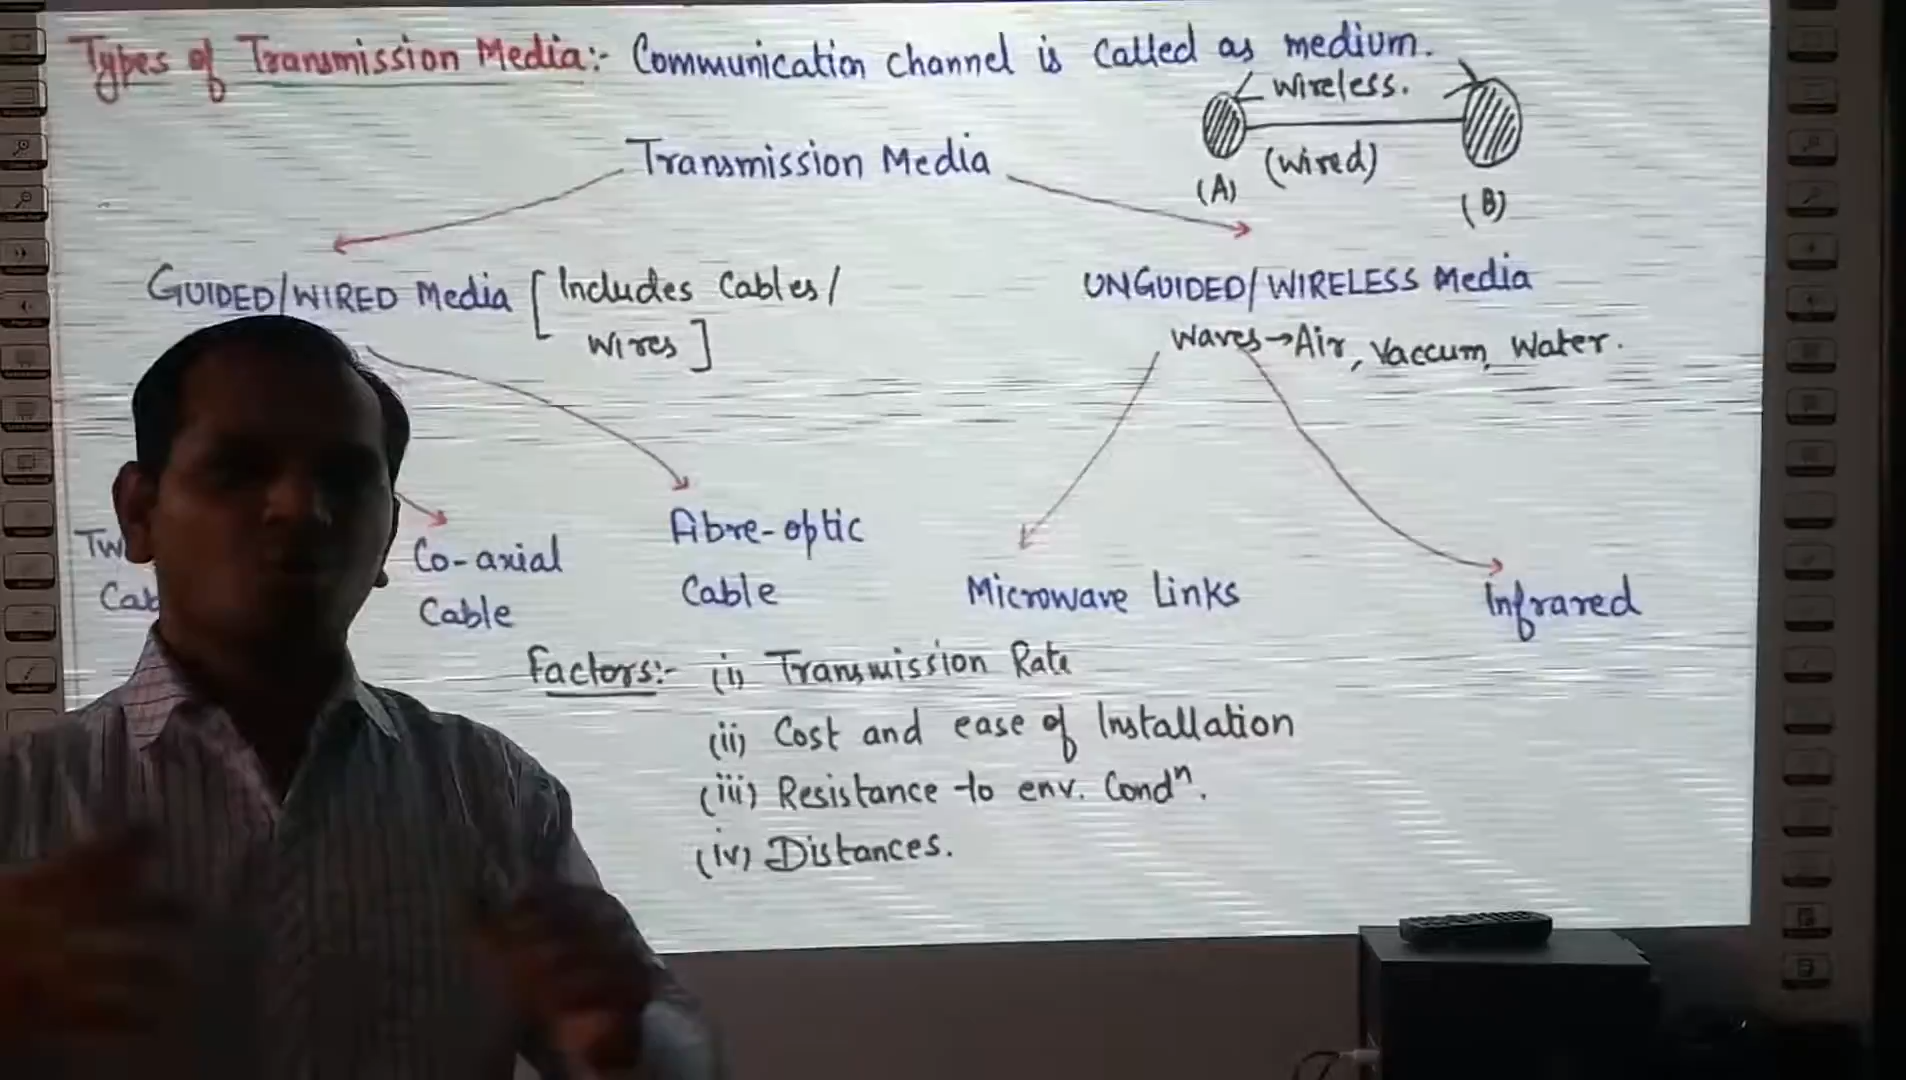 Types of Transmission Media:- Communication channel is called as medium.
wireless.
(wired)
(A)
(B)
Transmission Media
GUIDED/WIRED Media [Includes Cables/
Wires]
UNGUIDED/WIRELESS Media
Waves→Air, Vaccum, Water.
Co-axial
Cable
Fibre-optic
Cable
Microwave Links
Infrared
Factors:- (i) Transmission Rate
(ii) Cost and ease of Installation
(iii) Resistance to env. Condⁿ.
(iv) Distances.